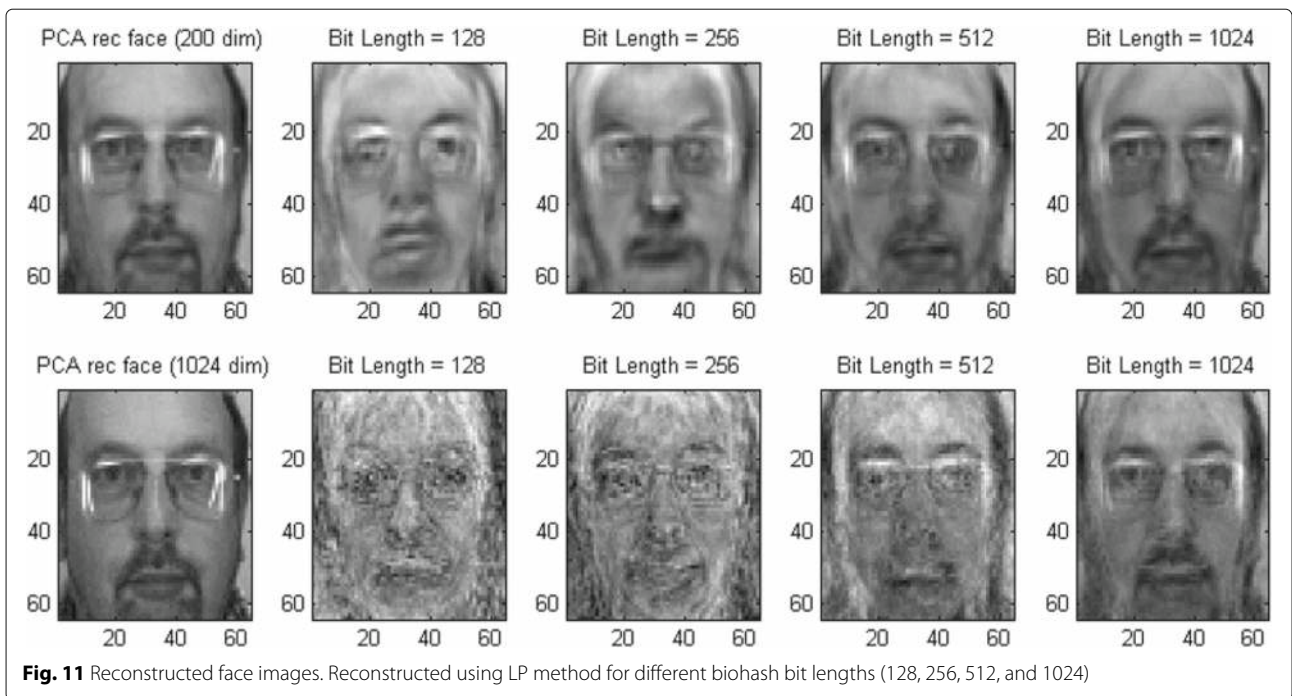 PCA rec face (200 dim) Bit Length = 128 Bit Length = 256 Bit Length = 512 Bit Length = 1024
20 20 20 20 20
40 40 40 40 40
60 60 60 60 60
20 40 60 20 40 60 20 40 60 20 40 60 20 40 60
PCA rec face (1024 dim) Bit Length = 128 Bit Length = 256 Bit Length = 512 Bit Length = 1024
20 20 20 20 20
40 40 40 40 40
60 60 60 60 60
20 40 60 20 40 60 20 40 60 20 40 60 20 40 60
Fig. 11 Reconstructed face images. Reconstructed using LP method for different biohash bit lengths (128, 256, 512, and 1024)